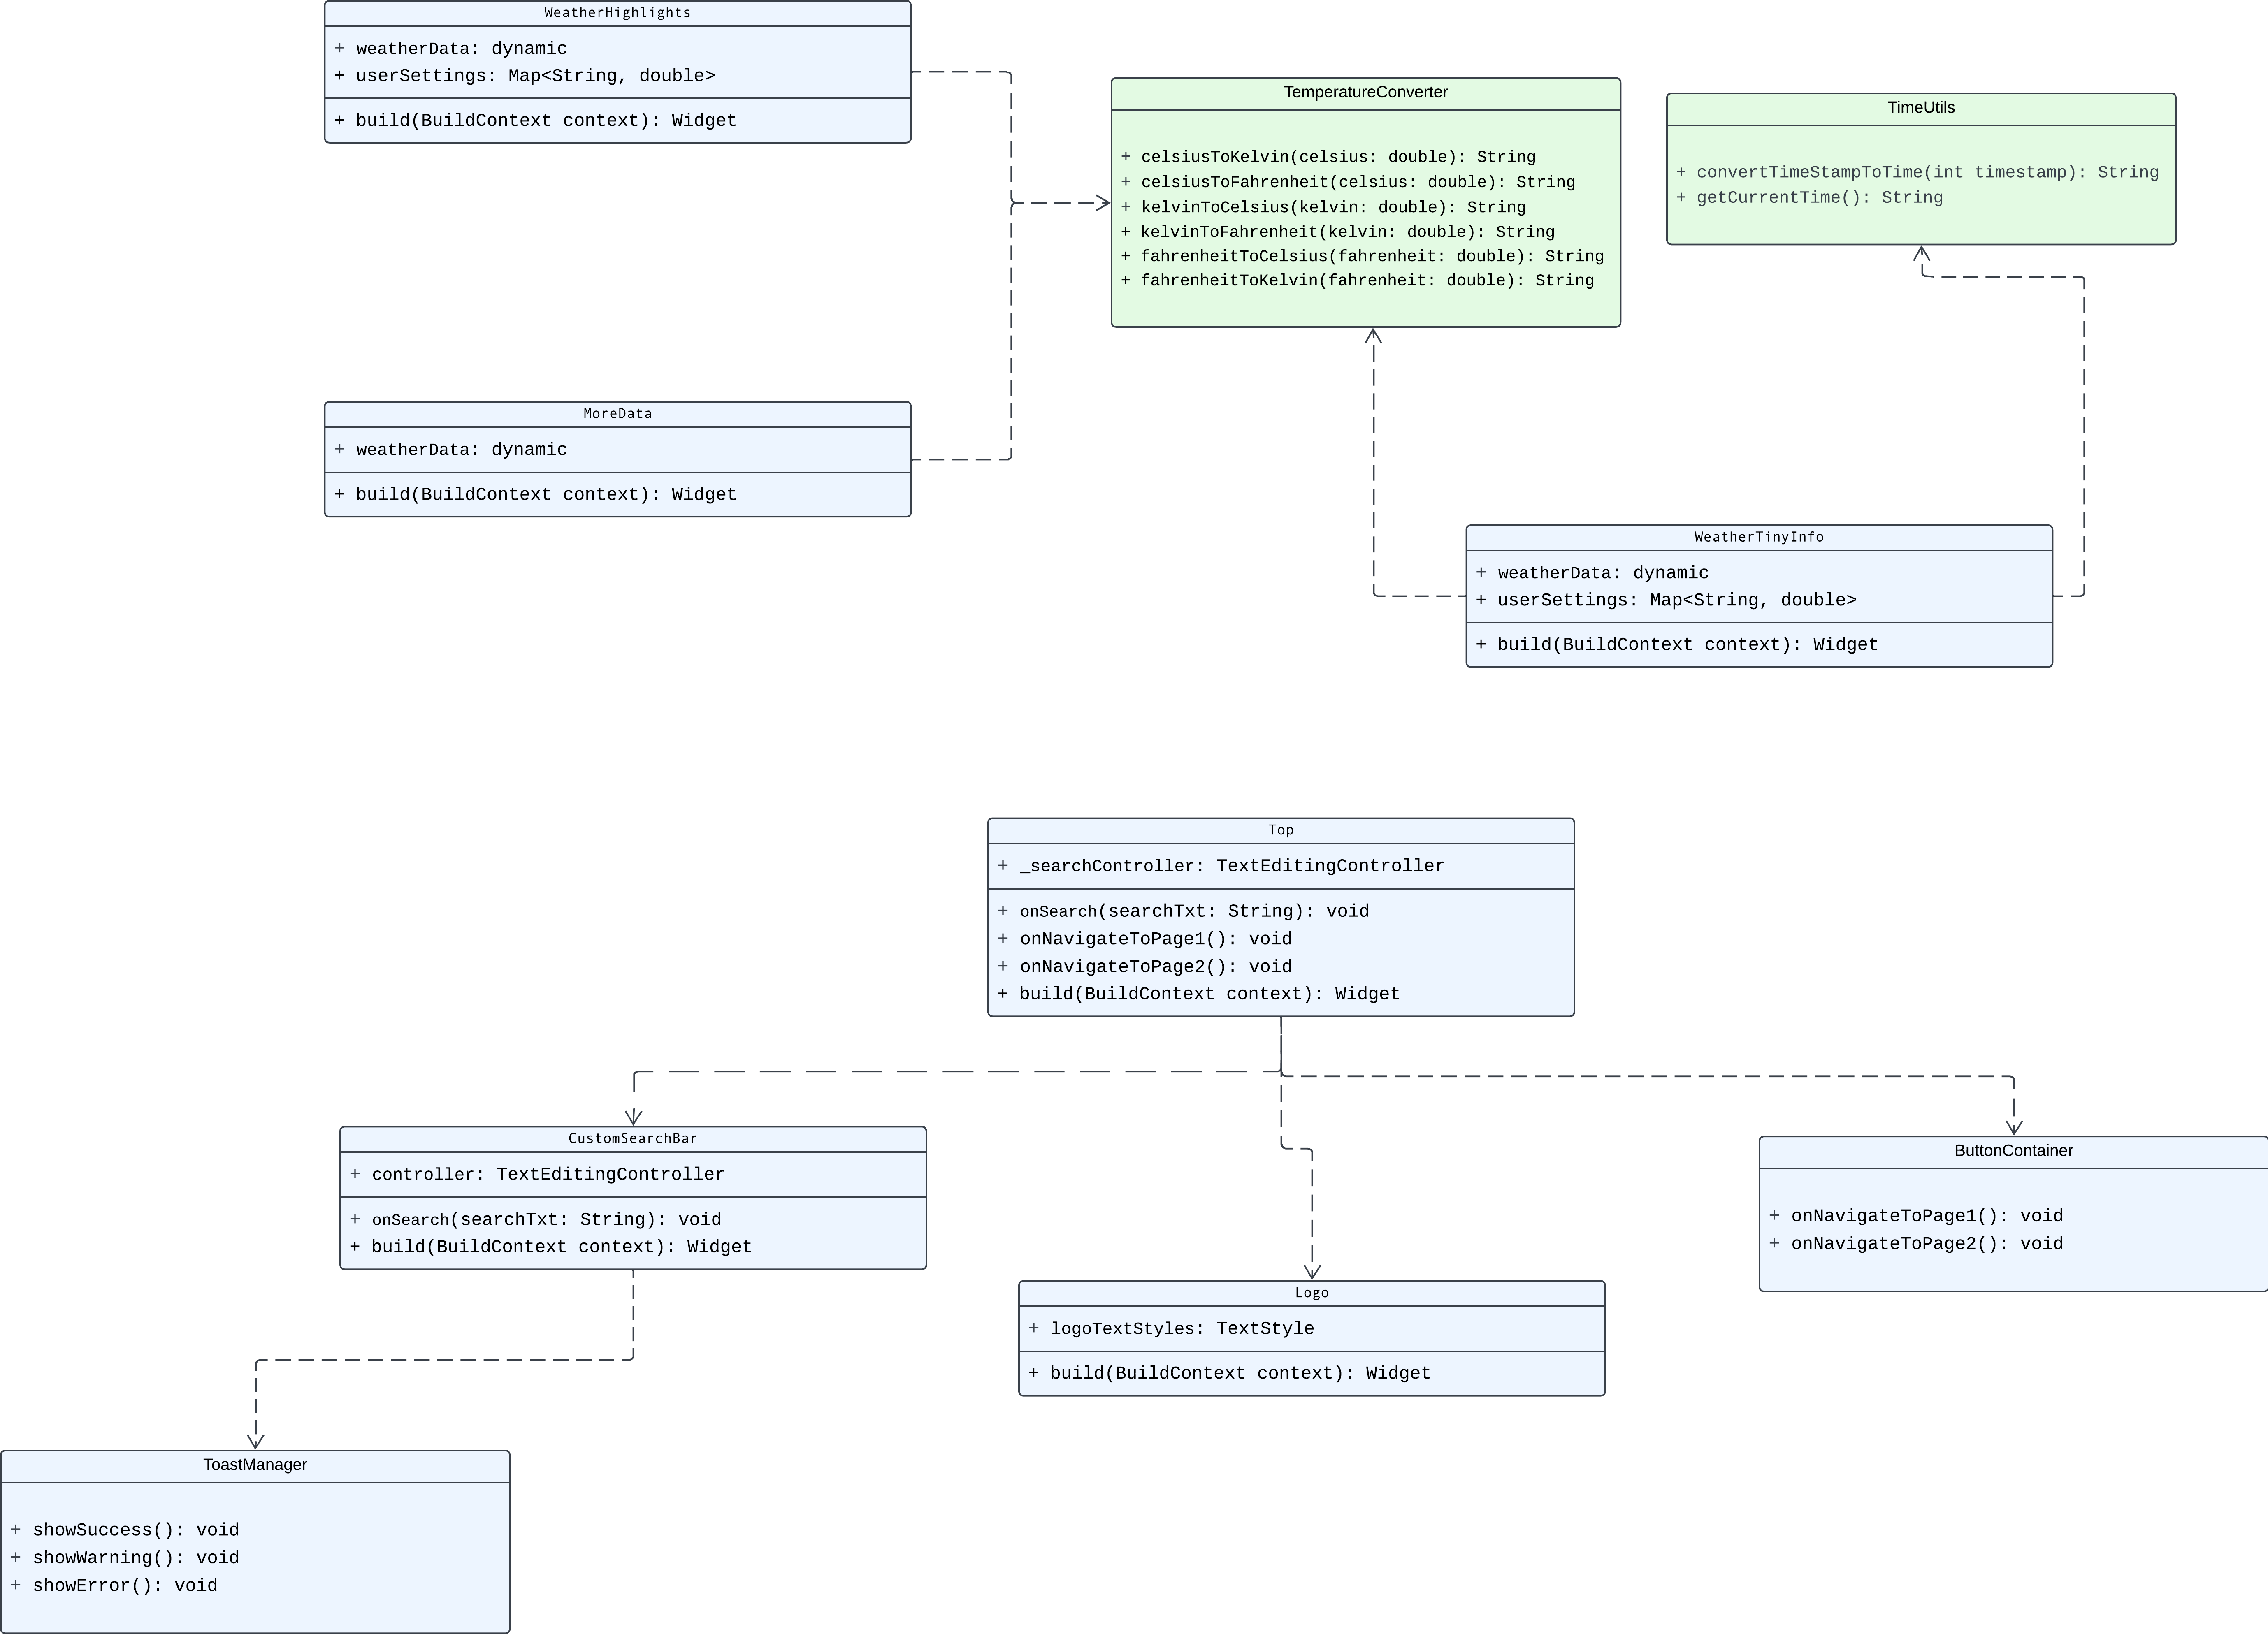 WeatherHighlights
+ weatherData: dynamic
+ userSettings: Map<String, double>
+ build(BuildContext context): Widget
TemperatureConverter
+ celsiusToKelvin(celsius: double): String
+ celsiusToFahrenheit(celsius: double): String
+ kelvinToCelsius(kelvin: double): String
+ kelvinToFahrenheit(kelvin: double): String
+ fahrenheitToCelsius(fahrenheit: double): String
+ fahrenheitToKelvin(fahrenheit: double): String
TimeUtils
+ convertTimeStampToTime(int timestamp): String
+ getCurrentTime(): String
MoreData
+ weatherData: dynamic
+ build(BuildContext context): Widget
WeatherTinyInfo
+ weatherData: dynamic
+ userSettings: Map<String, double>
+ build(BuildContext context): Widget
Top
+ _searchController: TextEditingController
+ onSearch(searchTxt: String): void
+ onNavigateToPage1(): void
+ onNavigateToPage2(): void
+ build(BuildContext context): Widget
CustomSearchBar
+ controller: TextEditingController
+ onSearch(searchTxt: String): void
+ build(BuildContext context): Widget
ButtonContainer
+ onNavigateToPage1(): void
+ onNavigateToPage2(): void
Logo
+ logoTextStyles: TextStyle
+ build(BuildContext context): Widget
ToastManager
+ showSuccess(): void
+ showWarning(): void
+ showError(): void